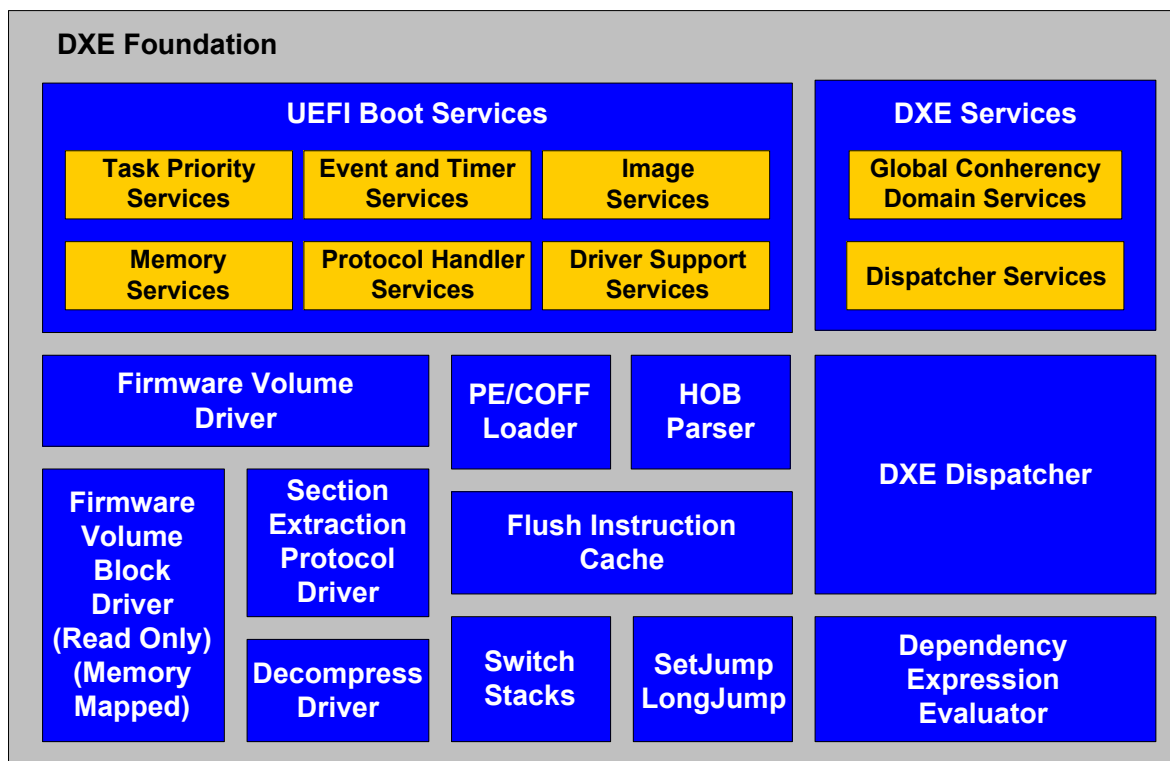 DXE Foundation
UEFI Boot Services
Task Priority
Services
Event and Timer
Services
Image
Services
Memory
Services
Protocol Handler
Services
Driver Support
Services
DXE Services
Global Conherency
Domain Services
Dispatcher Services
Firmware Volume
Driver
PE/COFF
Loader
HOB
Parser
DXE Dispatcher
Firmware
Volume
Block
Driver
(Read Only)
(Memory
Mapped)
Section
Extraction
Protocol
Driver
Flush Instruction
Cache
Decompress
Driver
Switch
Stacks
SetJump
LongJump
Dependency
Expression
Evaluator